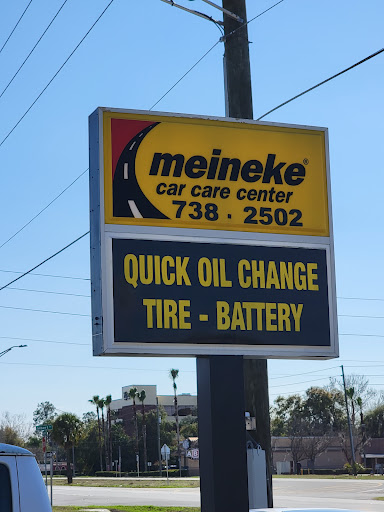 meineke®
car care center
738 - 2502
QUICK OIL CHANGE
TIRE - BATTERY